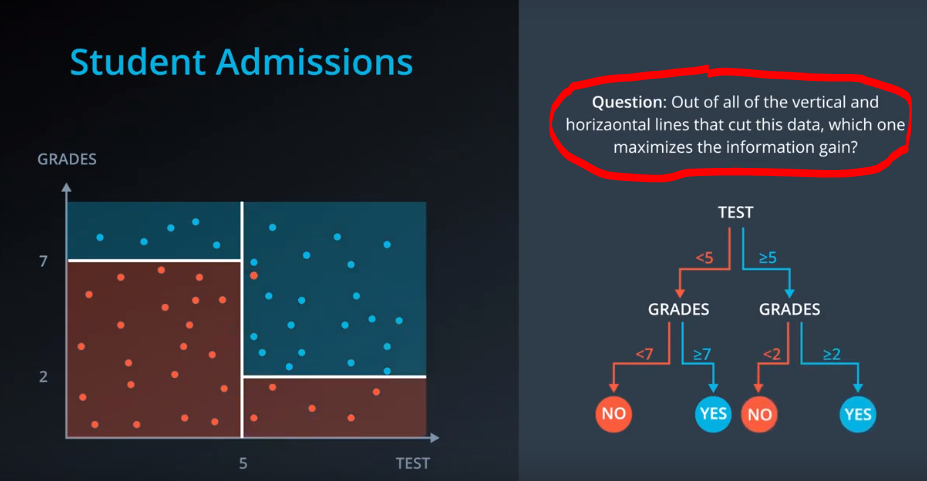 Student Admissions
Question: Out of all of the vertical and
horizaontal lines that cut this data, which one
maximizes the information gain?
GRADES
7
2
5
TEST
TEST
<5
≥5
GRADES
GRADES
<7
≥7
<2
≥2
NO
YES
NO
YES